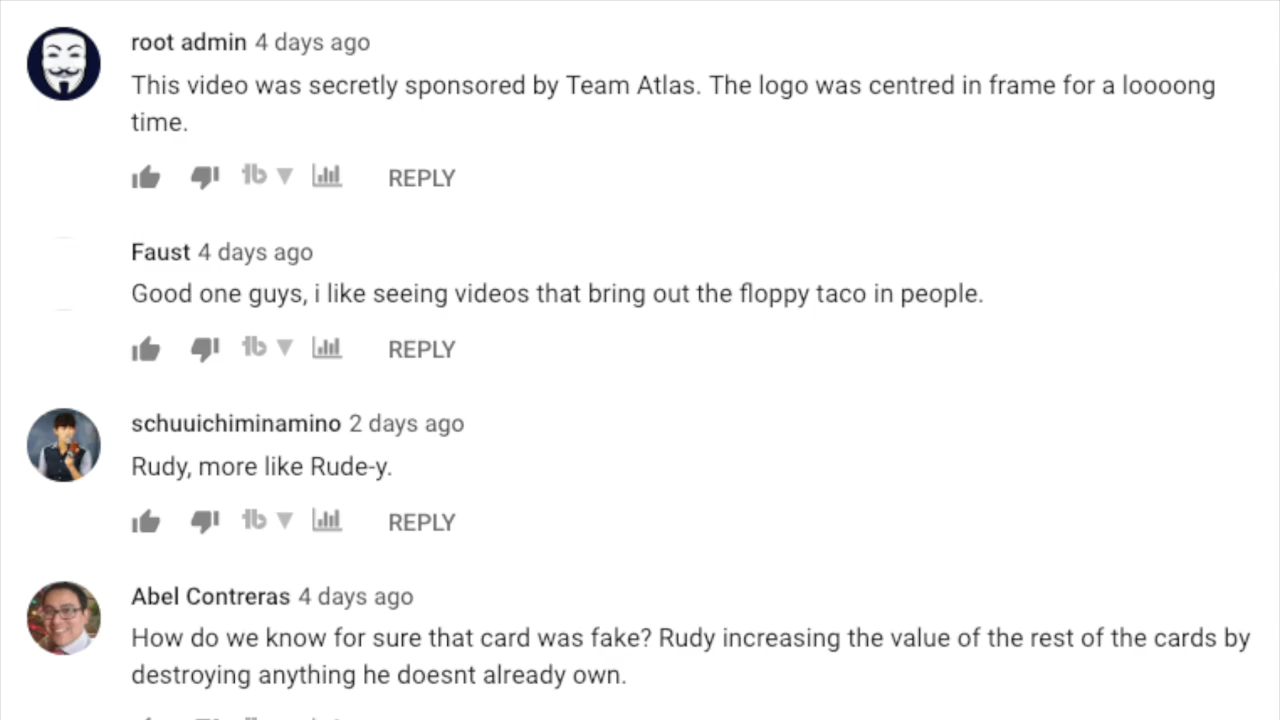 root admin 4 days ago
This video was secretly sponsored by Team Atlas. The logo was centred in frame for a loooong
time.
REPLY
Faust 4 days ago
Good one guys, i like seeing videos that bring out the floppy taco in people.
REPLY
schuuichiminamino 2 days ago
Rudy, more like Rude-y.
REPLY
Abel Contreras 4 days ago
How do we know for sure that card was fake? Rudy increasing the value of the rest of the cards by
destroying anything he doesnt already own.